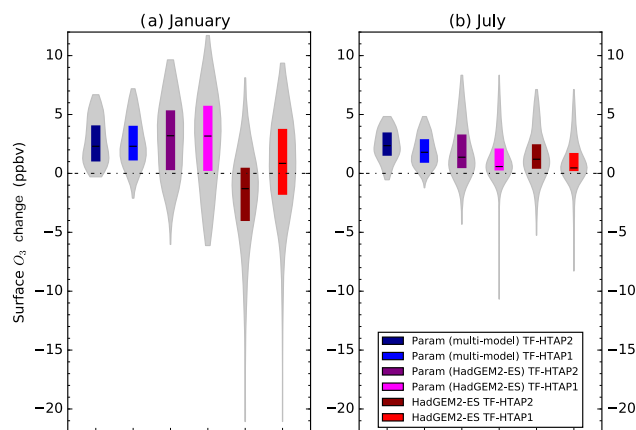 (a) January
(b) July
10
5
0
−5
−10
−15
−20
Surface O3 change (ppbv)
10
5
0
−5
−10
−15
−20
Param (multi-model) TF-HTAP2
Param (multi-model) TF-HTAP1
Param (HadGEM2-ES) TF-HTAP2
Param (HadGEM2-ES) TF-HTAP1
HadGEM2-ES TF-HTAP2
HadGEM2-ES TF-HTAP1